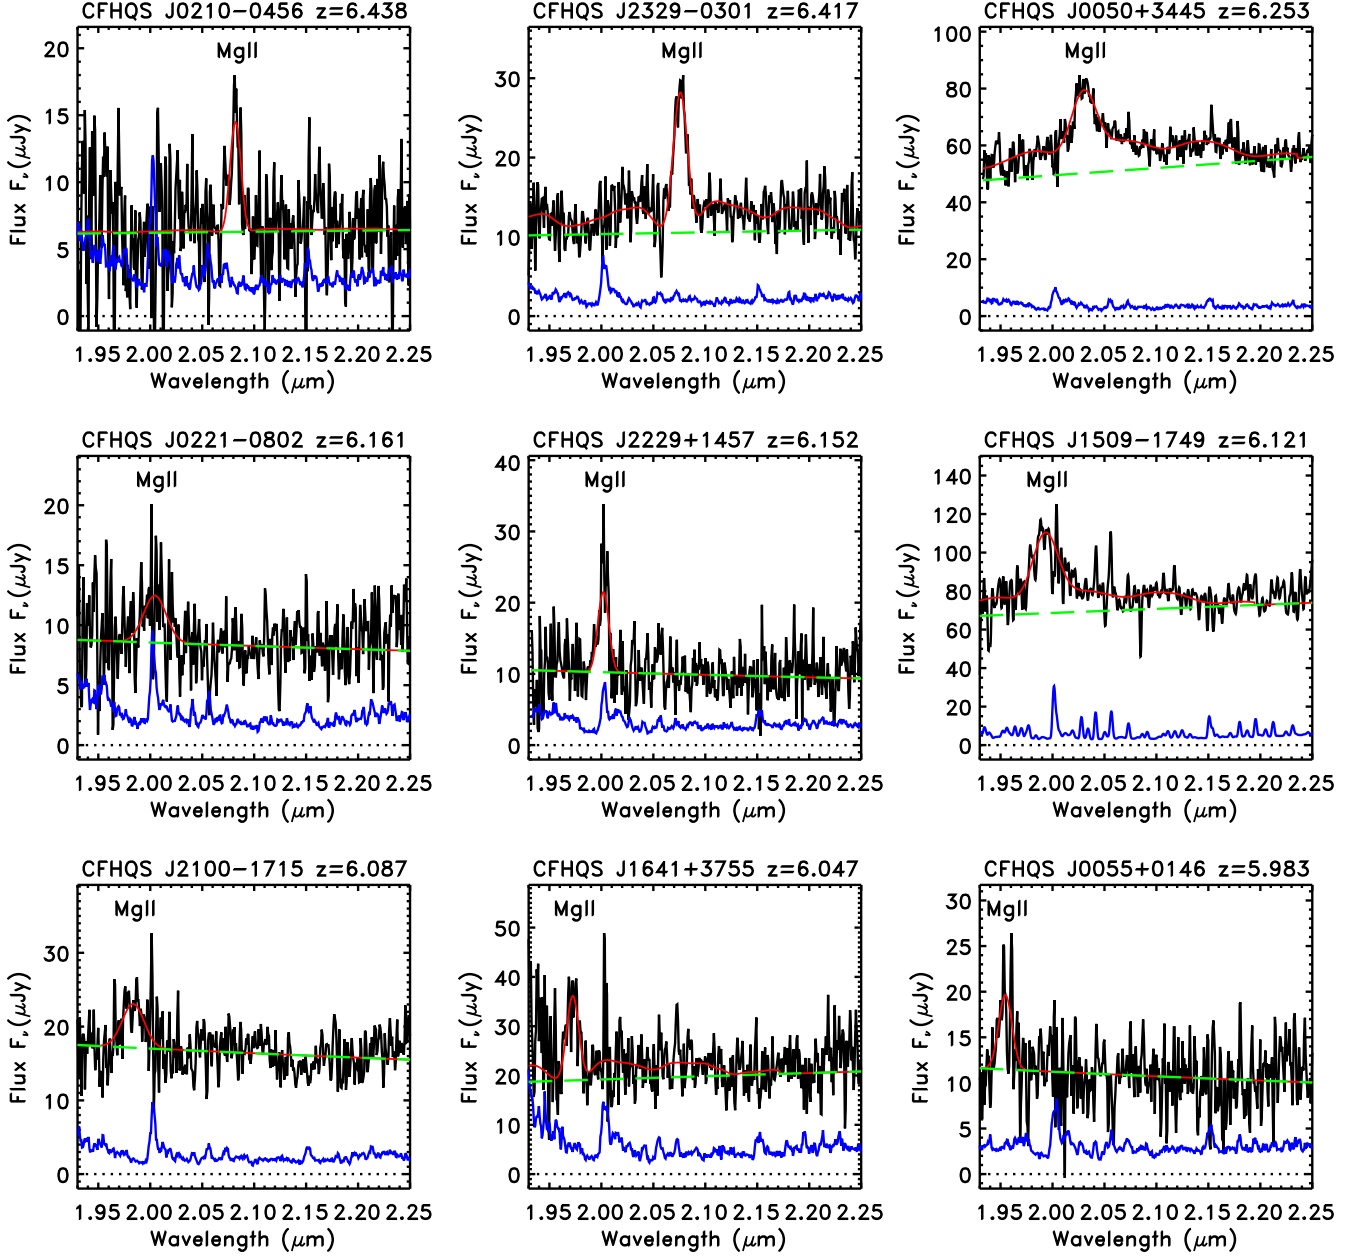 CFHQS J0210−0456 z=6.438
MgII
20
15
10
5
0
Flux Fν(μJy)
1.95 2.00 2.05 2.10 2.15 2.20 2.25
Wavelength (μm)
CFHQS J2329−0301 z=6.417
MgII
30
20
10
0
Flux Fν(μJy)
1.95 2.00 2.05 2.10 2.15 2.20 2.25
Wavelength (μm)
CFHQS J0050+3445 z=6.253
MgII
100
80
60
40
20
0
Flux Fν(μJy)
1.95 2.00 2.05 2.10 2.15 2.20 2.25
Wavelength (μm)
CFHQS J0221−0802 z=6.161
MgII
20
15
10
5
0
Flux Fν(μJy)
1.95 2.00 2.05 2.10 2.15 2.20 2.25
Wavelength (μm)
CFHQS J2229+1457 z=6.152
MgII
40
30
20
10
0
Flux Fν(μJy)
1.95 2.00 2.05 2.10 2.15 2.20 2.25
Wavelength (μm)
CFHQS J1509−1749 z=6.121
MgII
140
120
100
80
60
40
20
0
Flux Fν(μJy)
1.95 2.00 2.05 2.10 2.15 2.20 2.25
Wavelength (μm)
CFHQS J2100−1715 z=6.087
MgII
30
20
10
0
Flux Fν(μJy)
1.95 2.00 2.05 2.10 2.15 2.20 2.25
Wavelength (μm)
CFHQS J1641+3755 z=6.047
MgII
50
40
30
20
10
0
Flux Fν(μJy)
1.95 2.00 2.05 2.10 2.15 2.20 2.25
Wavelength (μm)
CFHQS J0055+0146 z=5.983
MgII
30
25
20
15
10
5
0
Flux Fν(μJy)
1.95 2.00 2.05 2.10 2.15 2.20 2.25
Wavelength (μm)